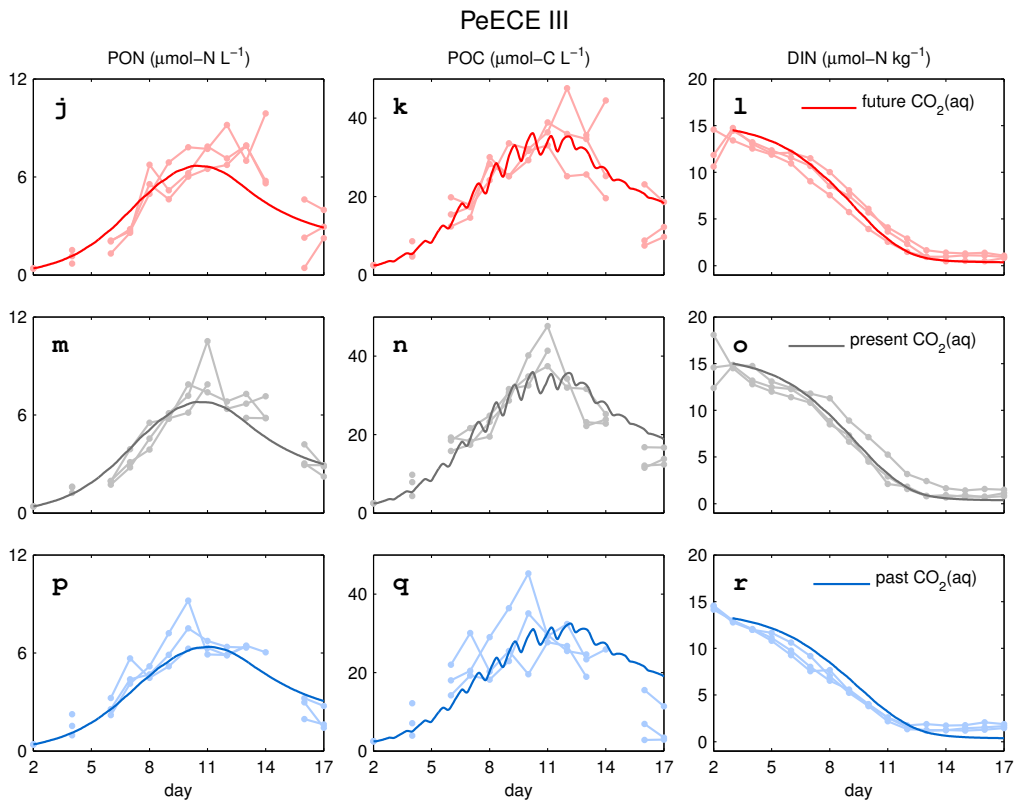 PeECE III
PON (μmol−N L⁻¹) POC (μmol−C L⁻¹) DIN (μmol−N kg⁻¹)
12 20
j k l future CO₂(aq)
40 15
6 10
20 5
0 0 0
12 20
m n o present CO₂(aq)
40 15
6 10
20 5
0 0 0
12 20
p q r past CO₂(aq)
40 15
6 10
20 5
0 0 0
2 5 8 11 14 17 2 5 8 11 14 17 2 5 8 11 14 17
day day day